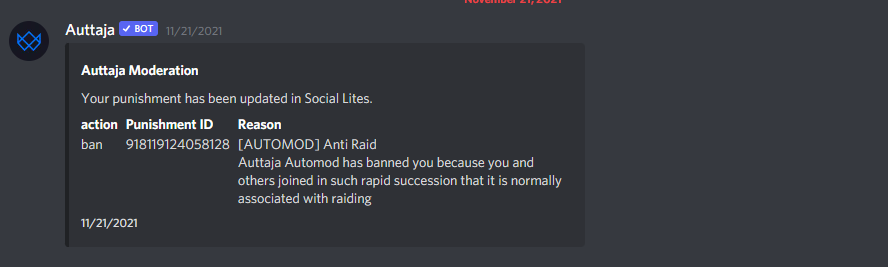 November 21, 2021
Auttaja ✓ BOT 11/21/2021
Auttaja Moderation
Your punishment has been updated in Social Lites.
action Punishment ID Reason
ban 918119124058128 [AUTOMOD] Anti Raid
Auttaja Automod has banned you because you and
others joined in such rapid succession that it is normally
associated with raiding
11/21/2021